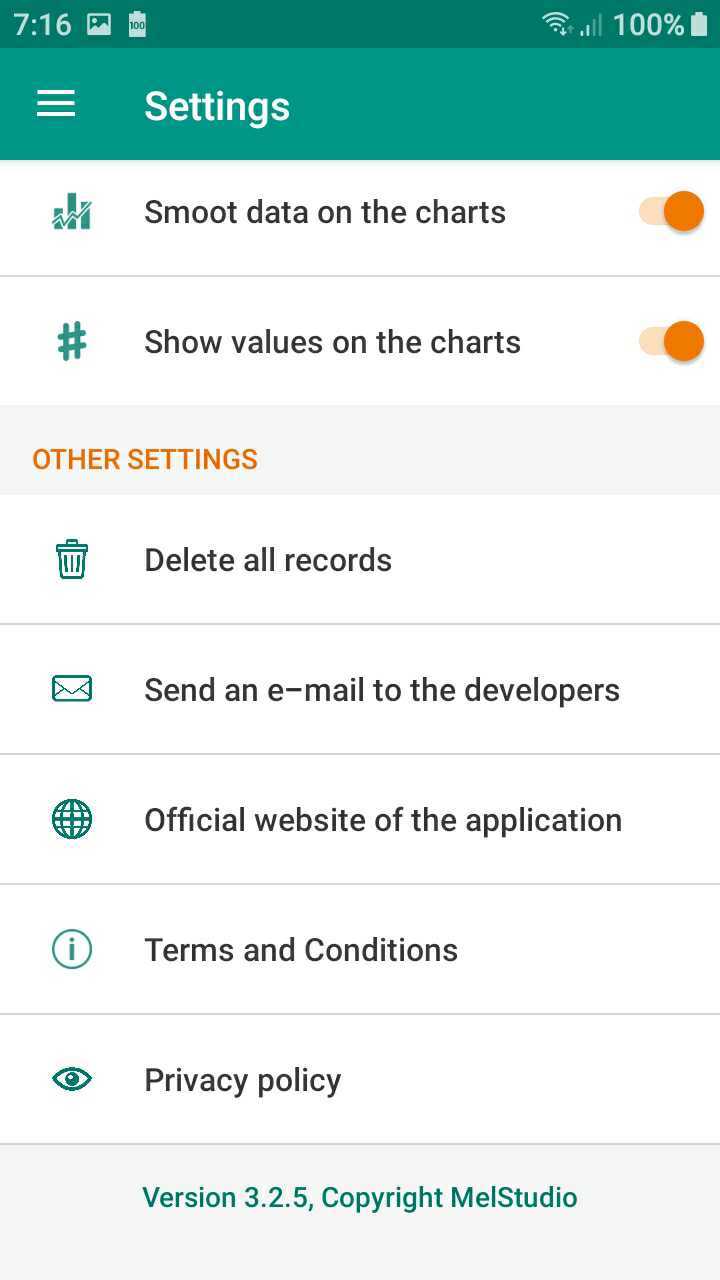 7:16 100 100%
Settings
Smoot data on the charts
Show values on the charts
OTHER SETTINGS
Delete all records
Send an e-mail to the developers
Official website of the application
Terms and Conditions
Privacy policy
Version 3.2.5, Copyright MelStudio